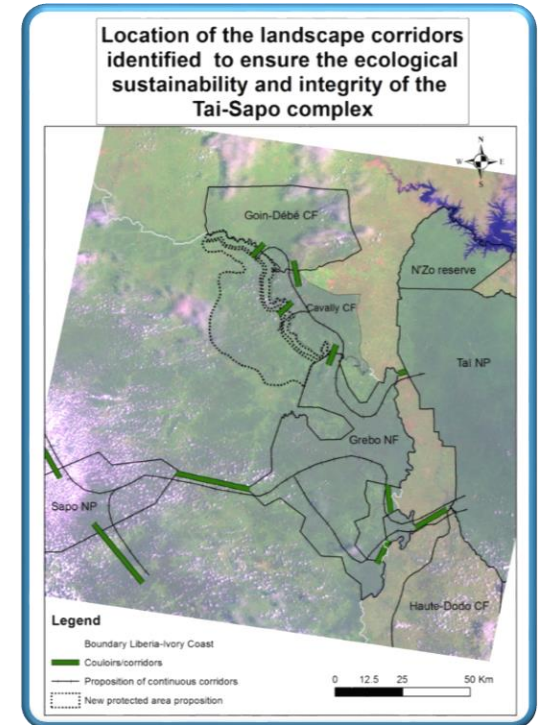 Location of the landscape corridors
identified to ensure the ecological
sustainability and integrity of the
Tai-Sapo complex
N
W E
S
Goin-Débé CF
N'Zo reserve
Cavally CF
Tai NP
Grebo NF
Sapo NP
Haute-Dodo CF
Legend
Boundary Liberia-Ivory Coast
Couloirs/corridors
Proposition of continuous corridors
New protected area proposition
0 12.5 25 50 Km